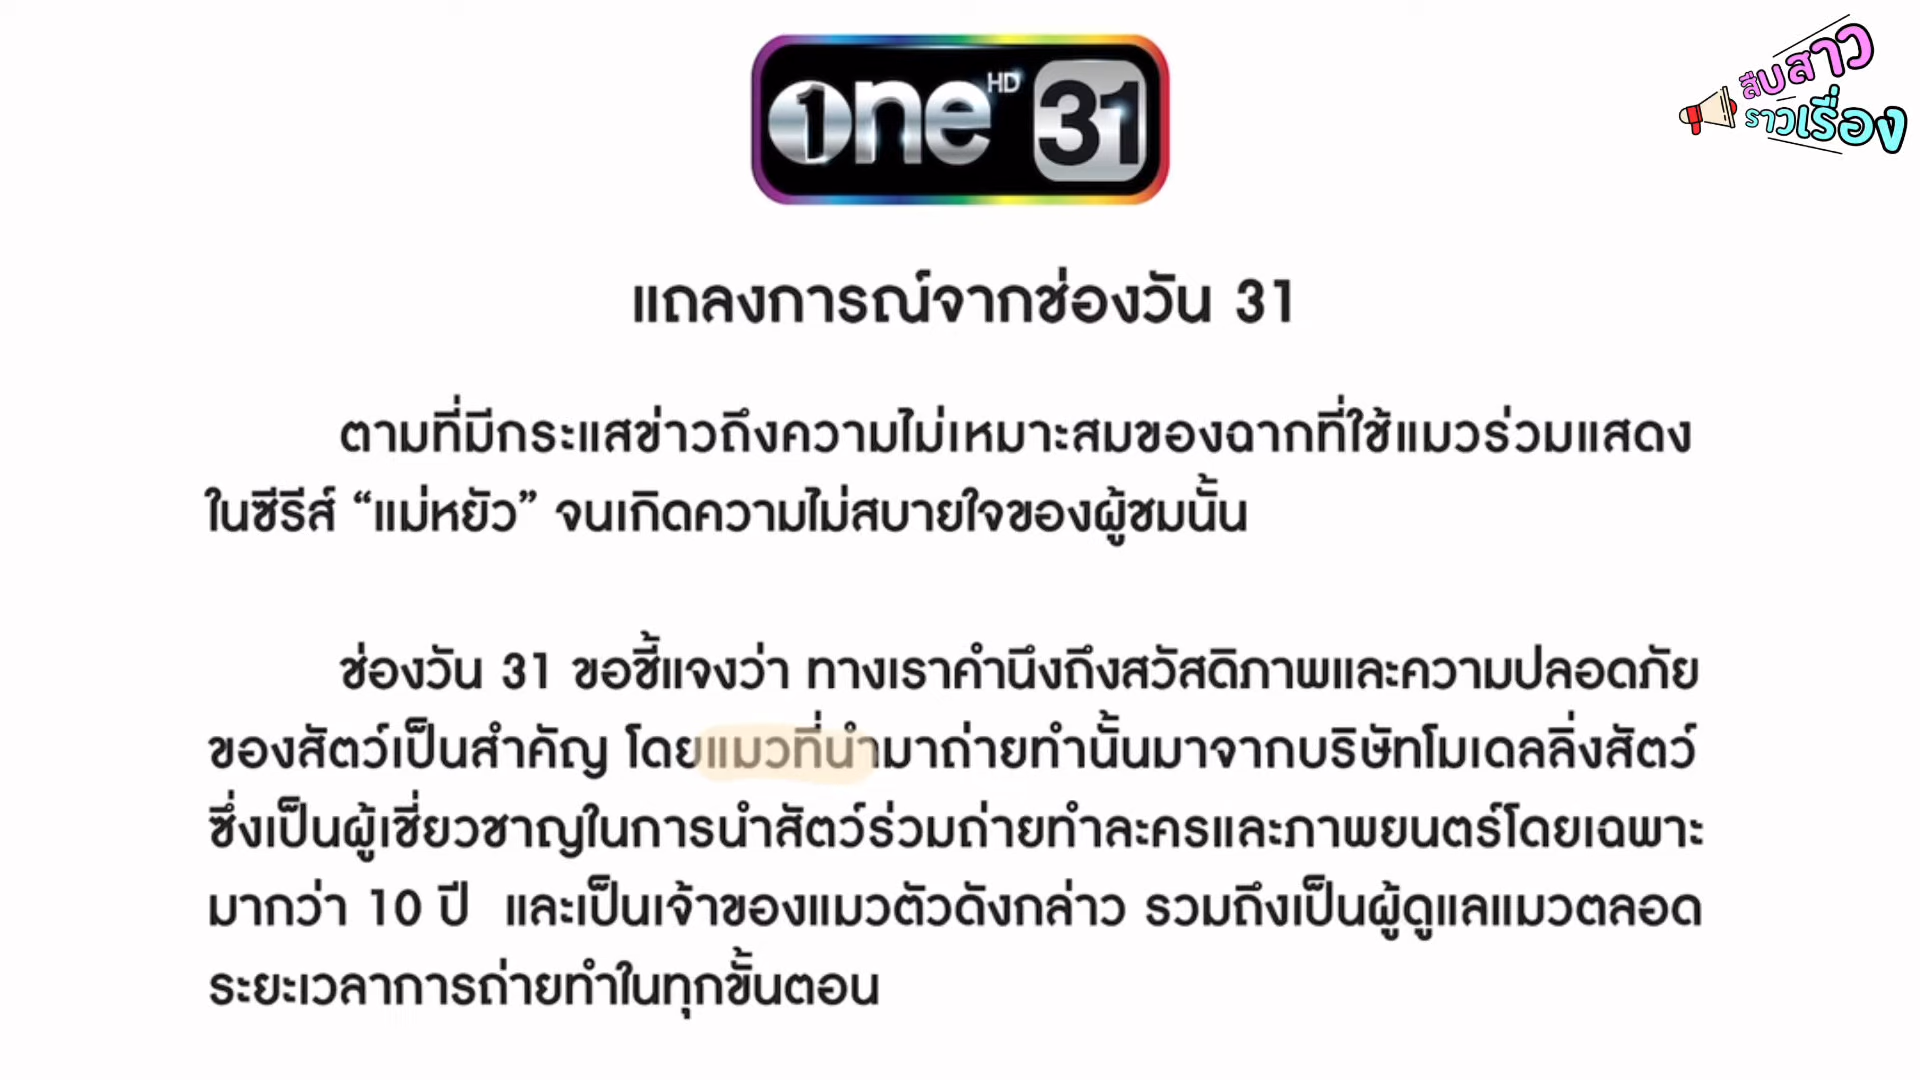 one HD 31
สืบสาว
ราวเรื่อง
แถลงการณ์จากช่องวัน 31
ตามที่มีกระแสข่าวถึงความไม่เหมาะสมของฉากที่ใช้แมวร่วมแสดง
ในซีรีส์ “แม่หยัว” จนเกิดความไม่สบายใจของผู้ชมนั้น
ช่องวัน 31 ขอชี้แจงว่า ทางเราคำนึงถึงสวัสดิภาพและความปลอดภัย
ของสัตว์เป็นสำคัญ โดยแมวที่นำมาถ่ายทำนั้นมาจากบริษัทโมเดลลิ่งสัตว์
ซึ่งเป็นผู้เชี่ยวชาญในการนำสัตว์ร่วมถ่ายทำละครและภาพยนตร์โดยเฉพาะ
มากว่า 10 ปี และเป็นเจ้าของแมวตัวดังกล่าว รวมถึงเป็นผู้ดูแลแมวตลอด
ระยะเวลาการถ่ายทำในทุกขั้นตอน